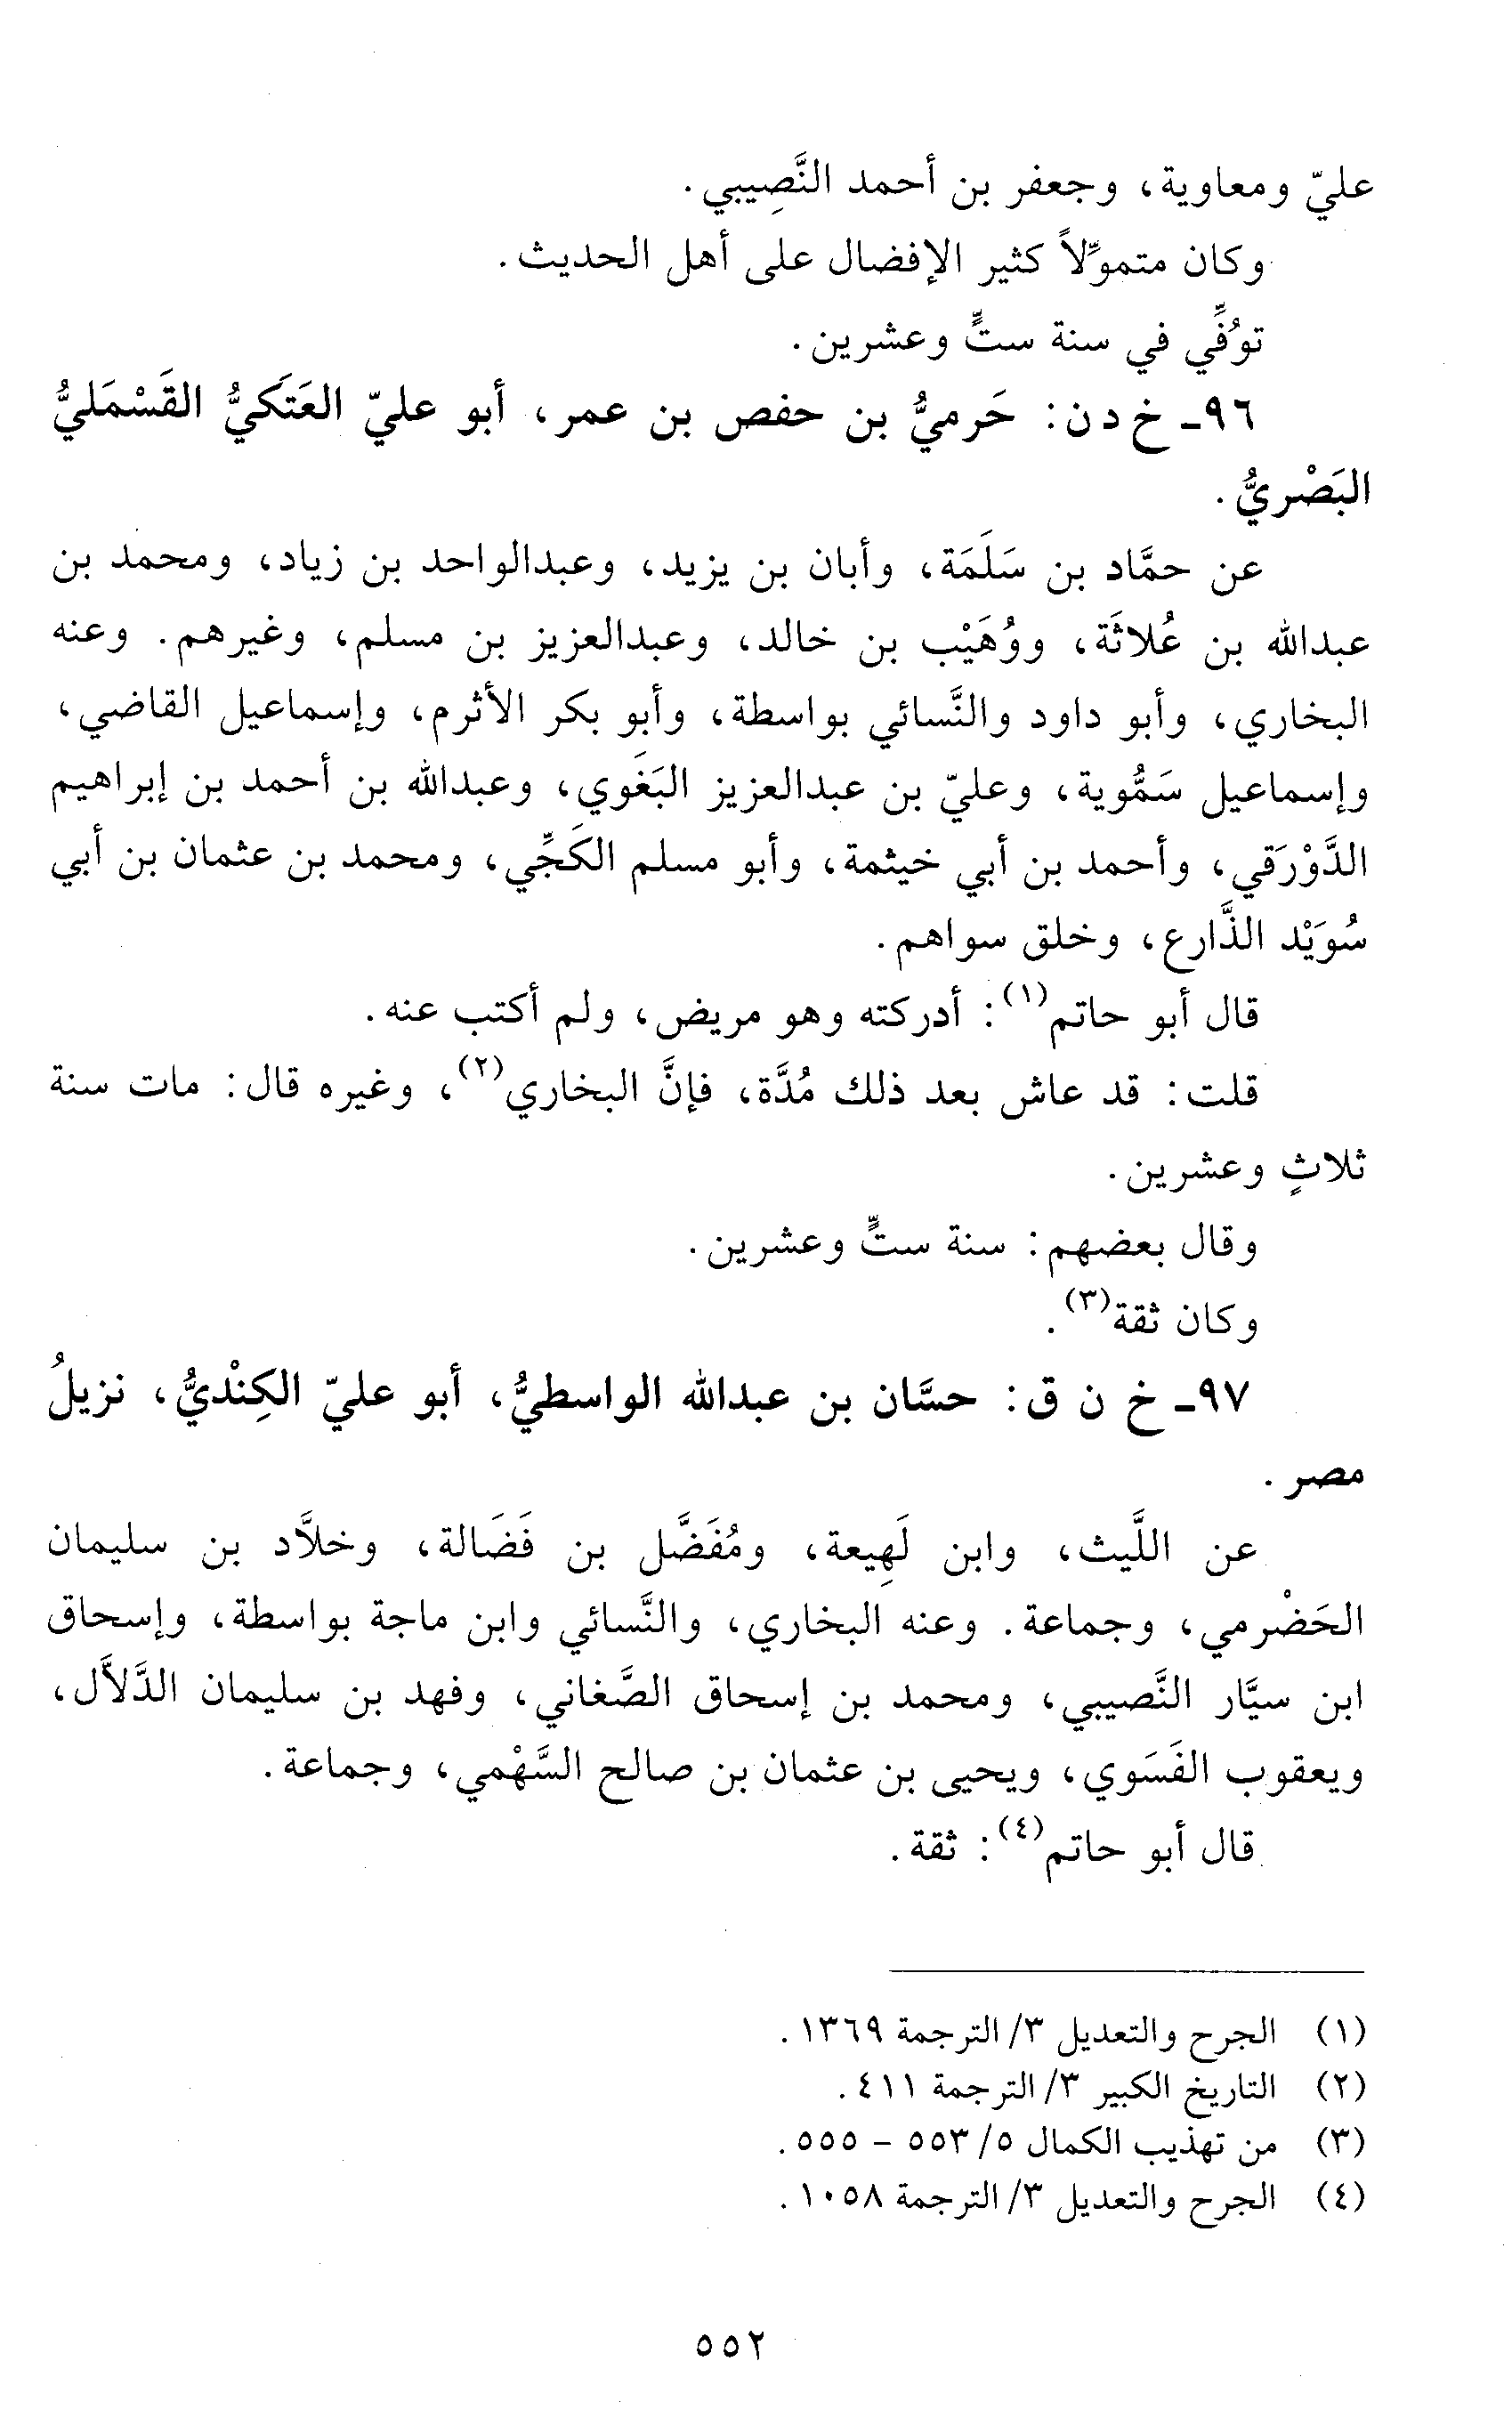 عليّ ومعاوية، وجعفر بن أحمد النَّصِيبي.
وكان متموِّلاً كثير الإفضال على أهل الحديث.
توُفِّي في سنة ستٍّ وعشرين.
٩٦ـ خ د ن: حَرميُّ بن حفص بن عمر، أبو عليّ العَتَكيُّ القَسْمَليُّ
البَصْريُّ.
عن حمَّاد بن سَلَمَة، وأبان بن يزيد، وعبدالواحد بن زياد، ومحمد بن
عبدالله بن عُلاثَة، ووُهَيْب بن خالد، وعبدالعزيز بن مسلم، وغيرهم. وعنه
البخاري، وأبو داود والنَّسائي بواسطة، وأبو بكر الأثرم، وإسماعيل القاضي،
وإسماعيل سَمُّوية، وعليّ بن عبدالعزيز البَغَوي، وعبدالله بن أحمد بن إبراهيم
الدَّوْرَقي، وأحمد بن أبي خيثمة، وأبو مسلم الكَجِّي، ومحمد بن عثمان بن أبي
سُوَيْد الذَّارع، وخلق سواهم.
قال أبو حاتم(١): أدركته وهو مريض، ولم أكتب عنه.
قلت: قد عاش بعد ذلك مُدَّة، فإنَّ البخاري(٢)، وغيره قال: مات سنة
ثلاثٍ وعشرين.
وقال بعضهم: سنة ستٍّ وعشرين.
وكان ثقة(٣).
٩٧ـ خ ن ق: حسَّان بن عبدالله الواسطيُّ، أبو عليّ الكِنْديُّ، نزيلُ
مصر.
عن اللَّيث، وابن لَهِيعة، ومُفَضَّل بن فَضَالة، وخلاَّد بن سليمان
الحَضْرمي، وجماعة. وعنه البخاري، والنَّسائي وابن ماجة بواسطة، وإسحاق
ابن سيَّار النَّصيبي، ومحمد بن إسحاق الصَّغاني، وفهد بن سليمان الدَّلاَّل،
ويعقوب الفَسَوي، ويحيى بن عثمان بن صالح السَّهْمي، وجماعة.
قال أبو حاتم(٤): ثقة.
(١) الجرح والتعديل ٣/ الترجمة ١٣٦٩.
(٢) التاريخ الكبير ٣/ الترجمة ٤١١.
(٣) من تهذيب الكمال ٥/ ٥٥٣ - ٥٥٥.
(٤) الجرح والتعديل ٣/ الترجمة ١٠٥٨.
٥٥٢